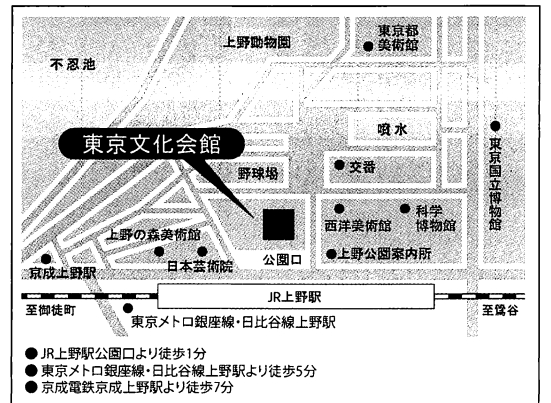 上野動物園
東京都
美術館
不忍池
噴水
東京文化会館
東京国立博物館
交番
野球場
西洋美術館
科学
博物館
上野の森美術館
日本芸術院
公園口
上野公園案内所
京成上野駅
JR上野駅
至御徒町
至鶯谷
東京メトロ銀座線・日比谷線上野駅
●JR上野駅公園口より徒歩1分
●東京メトロ銀座線・日比谷線上野駅より徒歩5分
●京成電鉄京成上野駅より徒歩7分